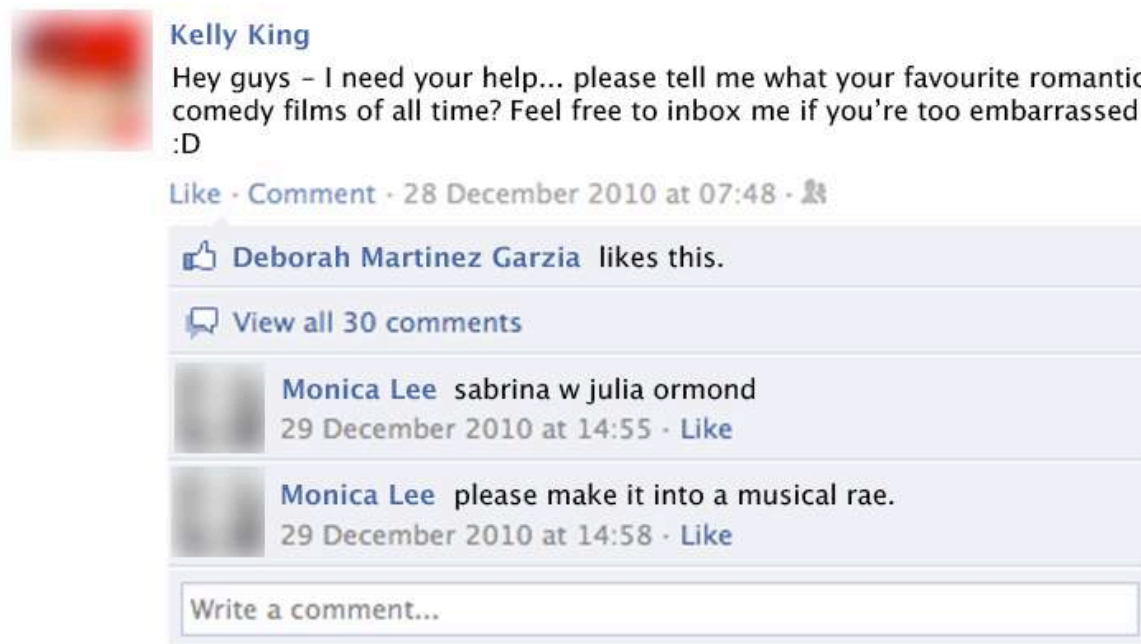 Kelly King
Hey guys – I need your help... please tell me what your favourite romantic
comedy films of all time? Feel free to inbox me if you're too embarrassed
:D
Like · Comment · 28 December 2010 at 07:48 ·
Deborah Martinez Garzia likes this.
View all 30 comments
Monica Lee sabrina w julia ormond
29 December 2010 at 14:55 · Like
Monica Lee please make it into a musical rae.
29 December 2010 at 14:58 · Like
Write a comment...